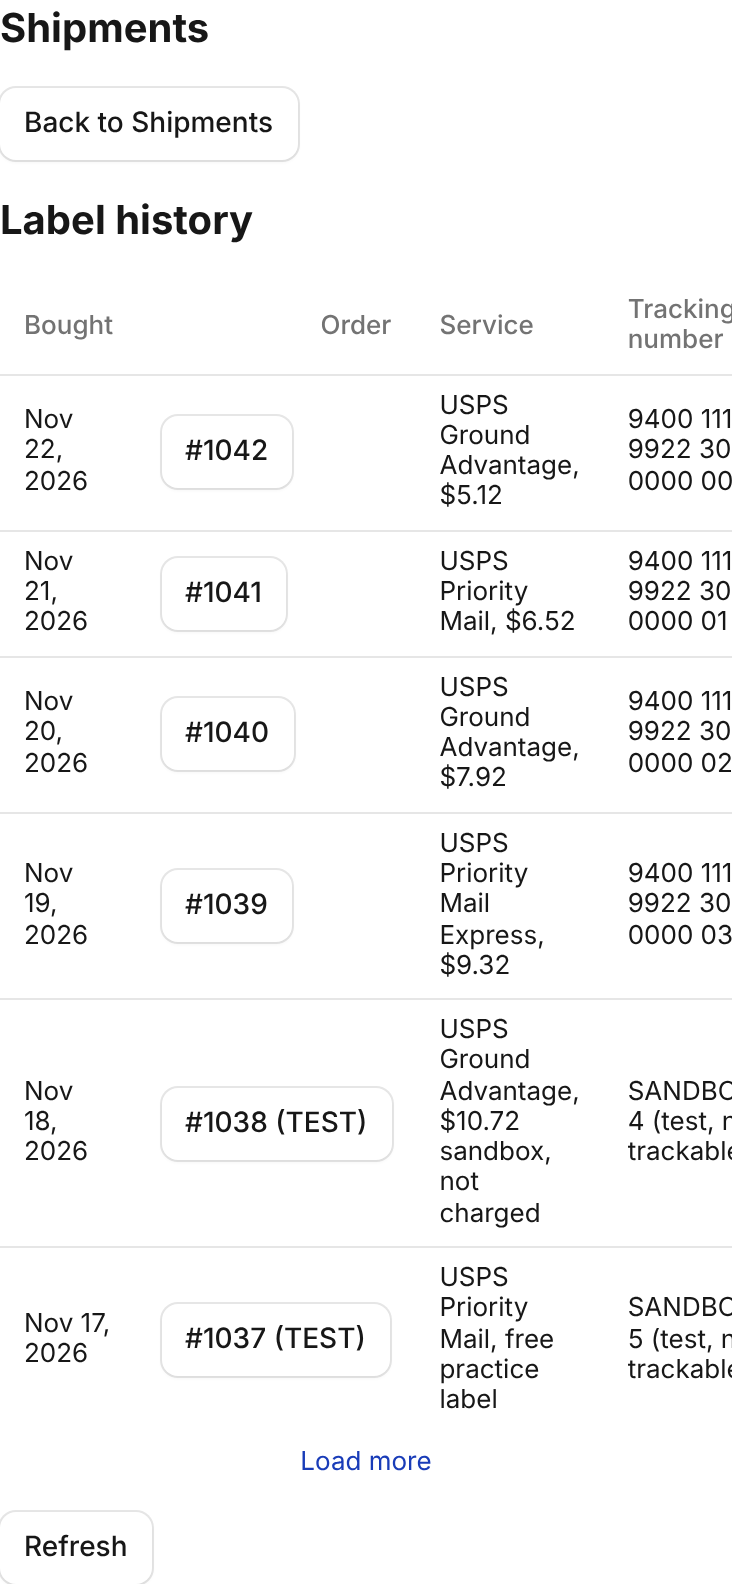 Shipments
Back to Shipments
Label history
Bought
Order
Service
Tracking
number
Nov
22,
2026
#1042
USPS
Ground
Advantage,
$5.12
9400 111
9922 30
0000 00
Nov
21,
2026
#1041
USPS
Priority
Mail, $6.52
9400 111
9922 30
0000 01
Nov
20,
2026
#1040
USPS
Ground
Advantage,
$7.92
9400 111
9922 30
0000 02
Nov
19,
2026
#1039
USPS
Priority
Mail
Express,
$9.32
9400 111
9922 30
0000 03
Nov
18,
2026
#1038 (TEST)
USPS
Ground
Advantage,
$10.72
sandbox,
not
charged
4 (test,
Nov 17,
2026
#1037 (TEST)
USPS
Priority
Mail, free
practice
label
5 (test,
Load more
Refresh